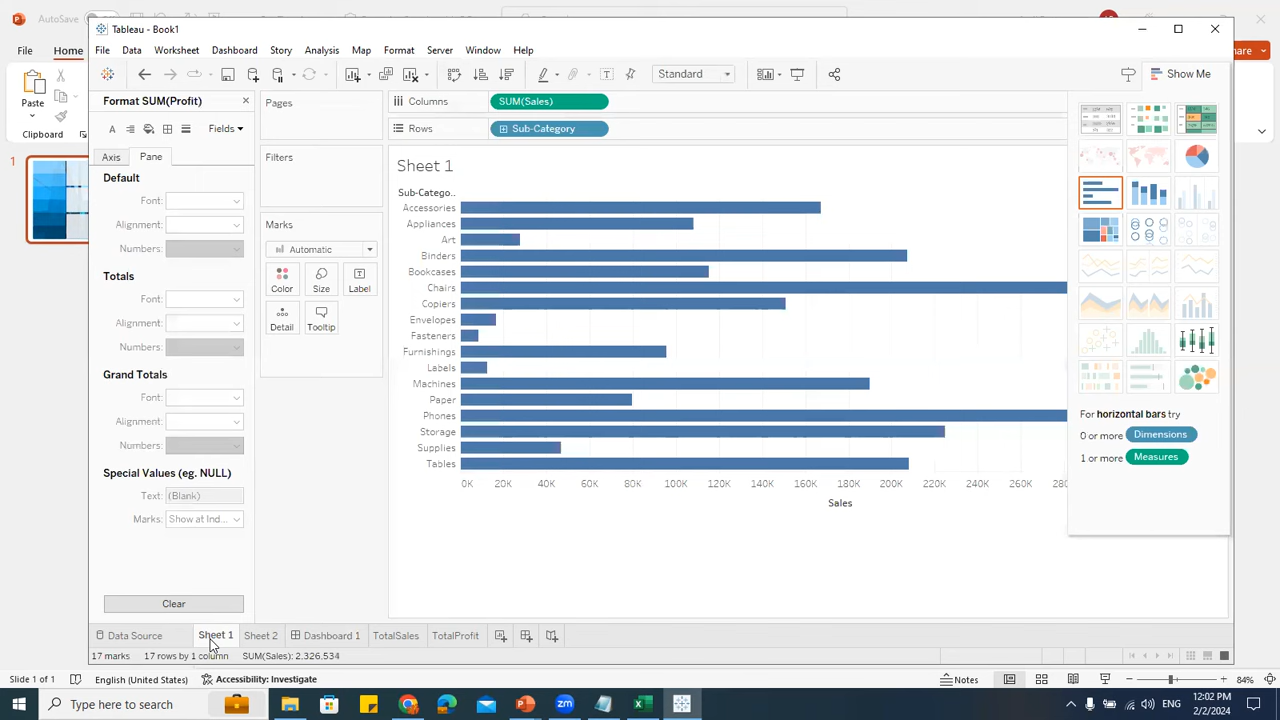 AutoSave
Tableau - Book1
File
Home
are
File Data Worksheet Dashboard Story Analysis Map Format Server Window Help
Standard
Show Me
Paste
Clipboard
Format SUM(Profit)
Fields
Axis Pane
Default
Font:
Alignment:
Numbers:
Totals
Font:
Alignment:
Numbers:
Grand Totals
Font:
Alignment:
Numbers:
Special Values (eg. NULL)
Text: (Blank)
Marks: Show at Ind...
Clear
Pages
Filters
Marks
Automatic
Color Size Label
Detail Tooltip
Columns SUM(Sales)
Rows Sub-Category
Sheet 1
Sub-Catego..
Accessories
Appliances
Art
Binders
Bookcases
Chairs
Copiers
Envelopes
Fasteners
Furnishings
Labels
Machines
Paper
Phones
Storage
Supplies
Tables
0K 20K 40K 60K 80K 100K 120K 140K 160K 180K 200K 220K 240K 260K 280
Sales
For horizontal bars try
0 or more Dimensions
1 or more Measures
Data Source Sheet 1 Sheet 2 Dashboard 1 TotalSales TotalProfit
17 marks 17 rows by 1 column SUM(Sales): 2.326.534
1
Slide 1 of 1 English (United States) Accessibility: Investigate Notes 84%
Type here to search
ENG
12:02 PM
2/2/2024